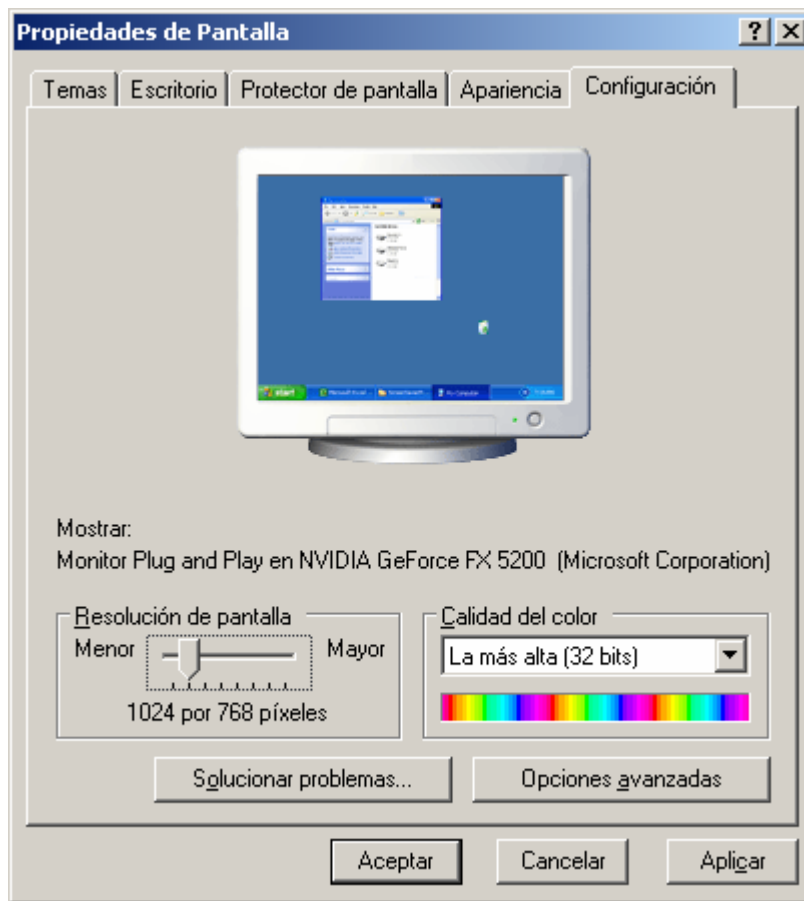 Propiedades de Pantalla
Temas Escritorio Protector de pantalla Apariencia Configuración
start
Mostrar:
Monitor Plug and Play en NVIDIA GeForce FX 5200 (Microsoft Corporation)
Resolución de pantalla
Menor Mayor
1024 por 768 píxeles
Calidad del color
La más alta (32 bits)
Solucionar problemas... Opciones avanzadas
Aceptar Cancelar Aplicar